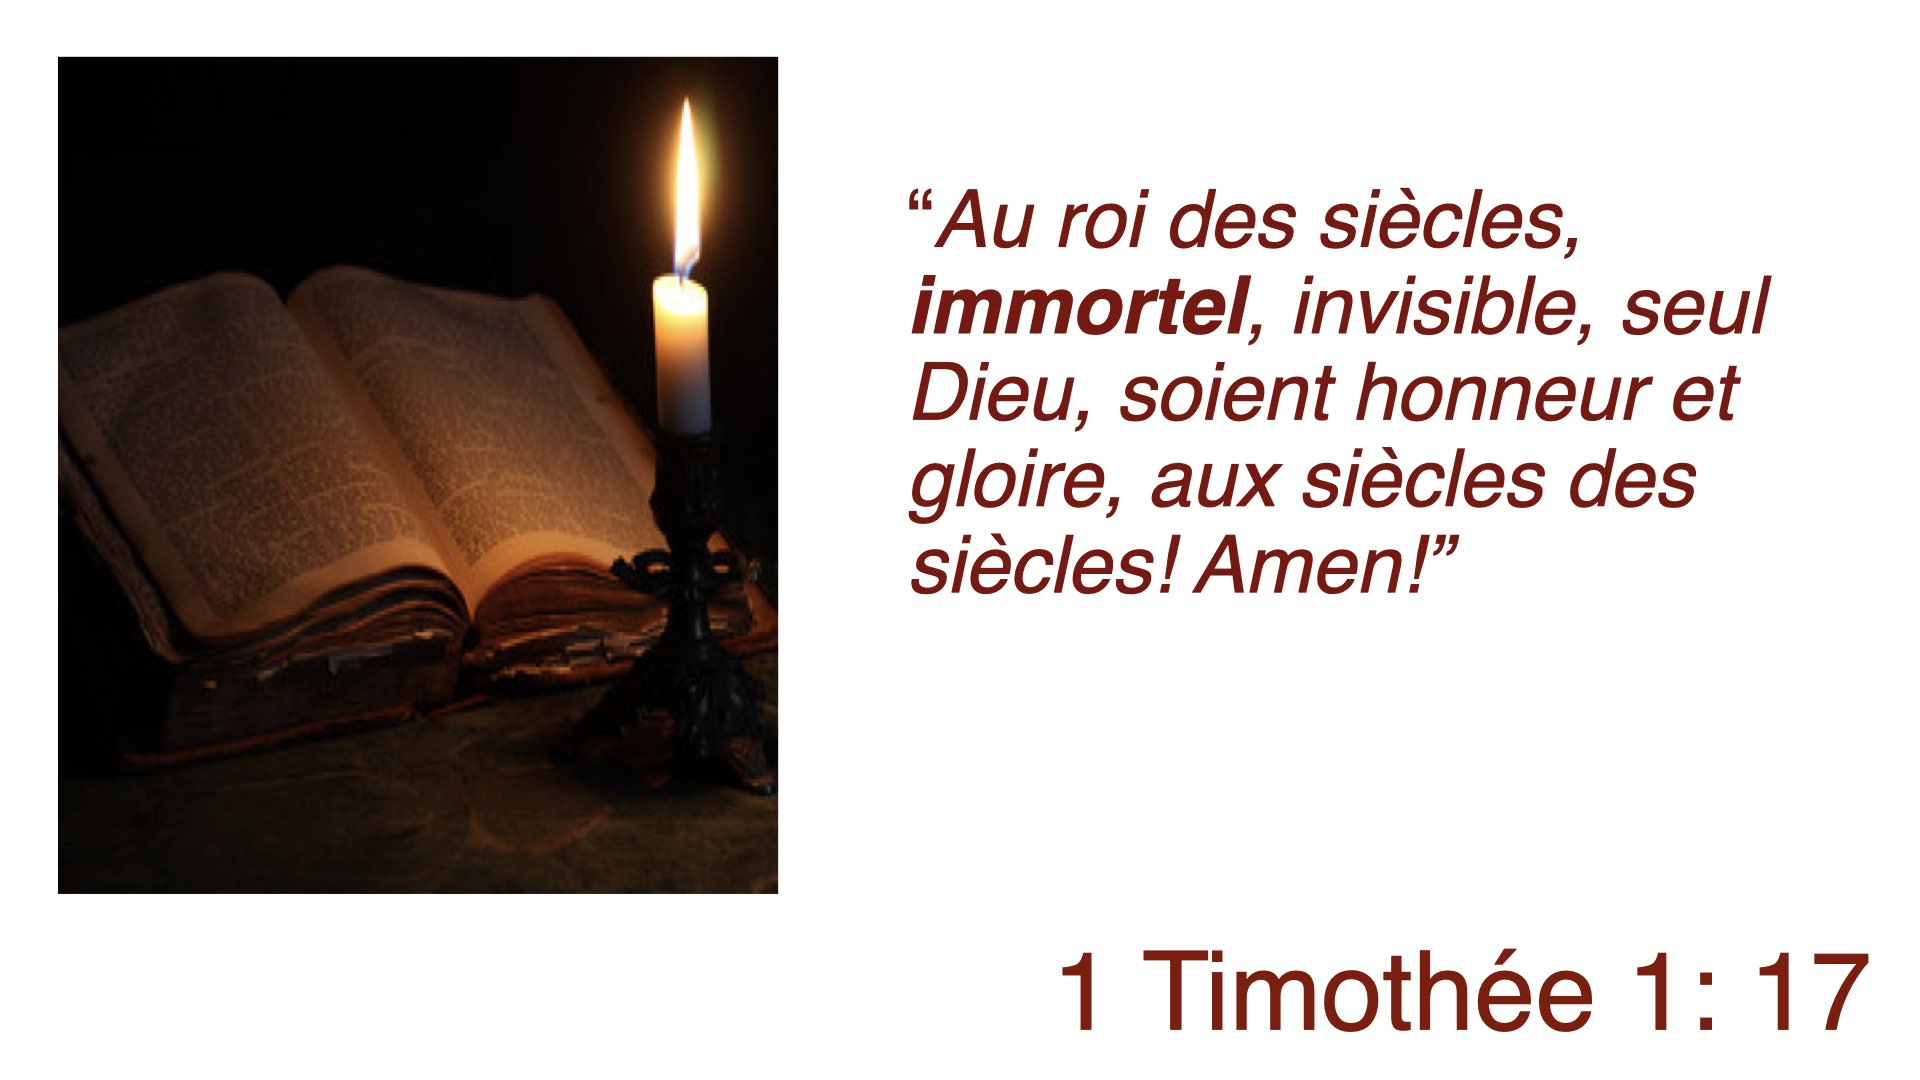 “Au roi des siècles,
immortel, invisible, seul
Dieu, soient honneur et
gloire, aux siècles des
siècles! Amen!”
1 Timothée 1: 17